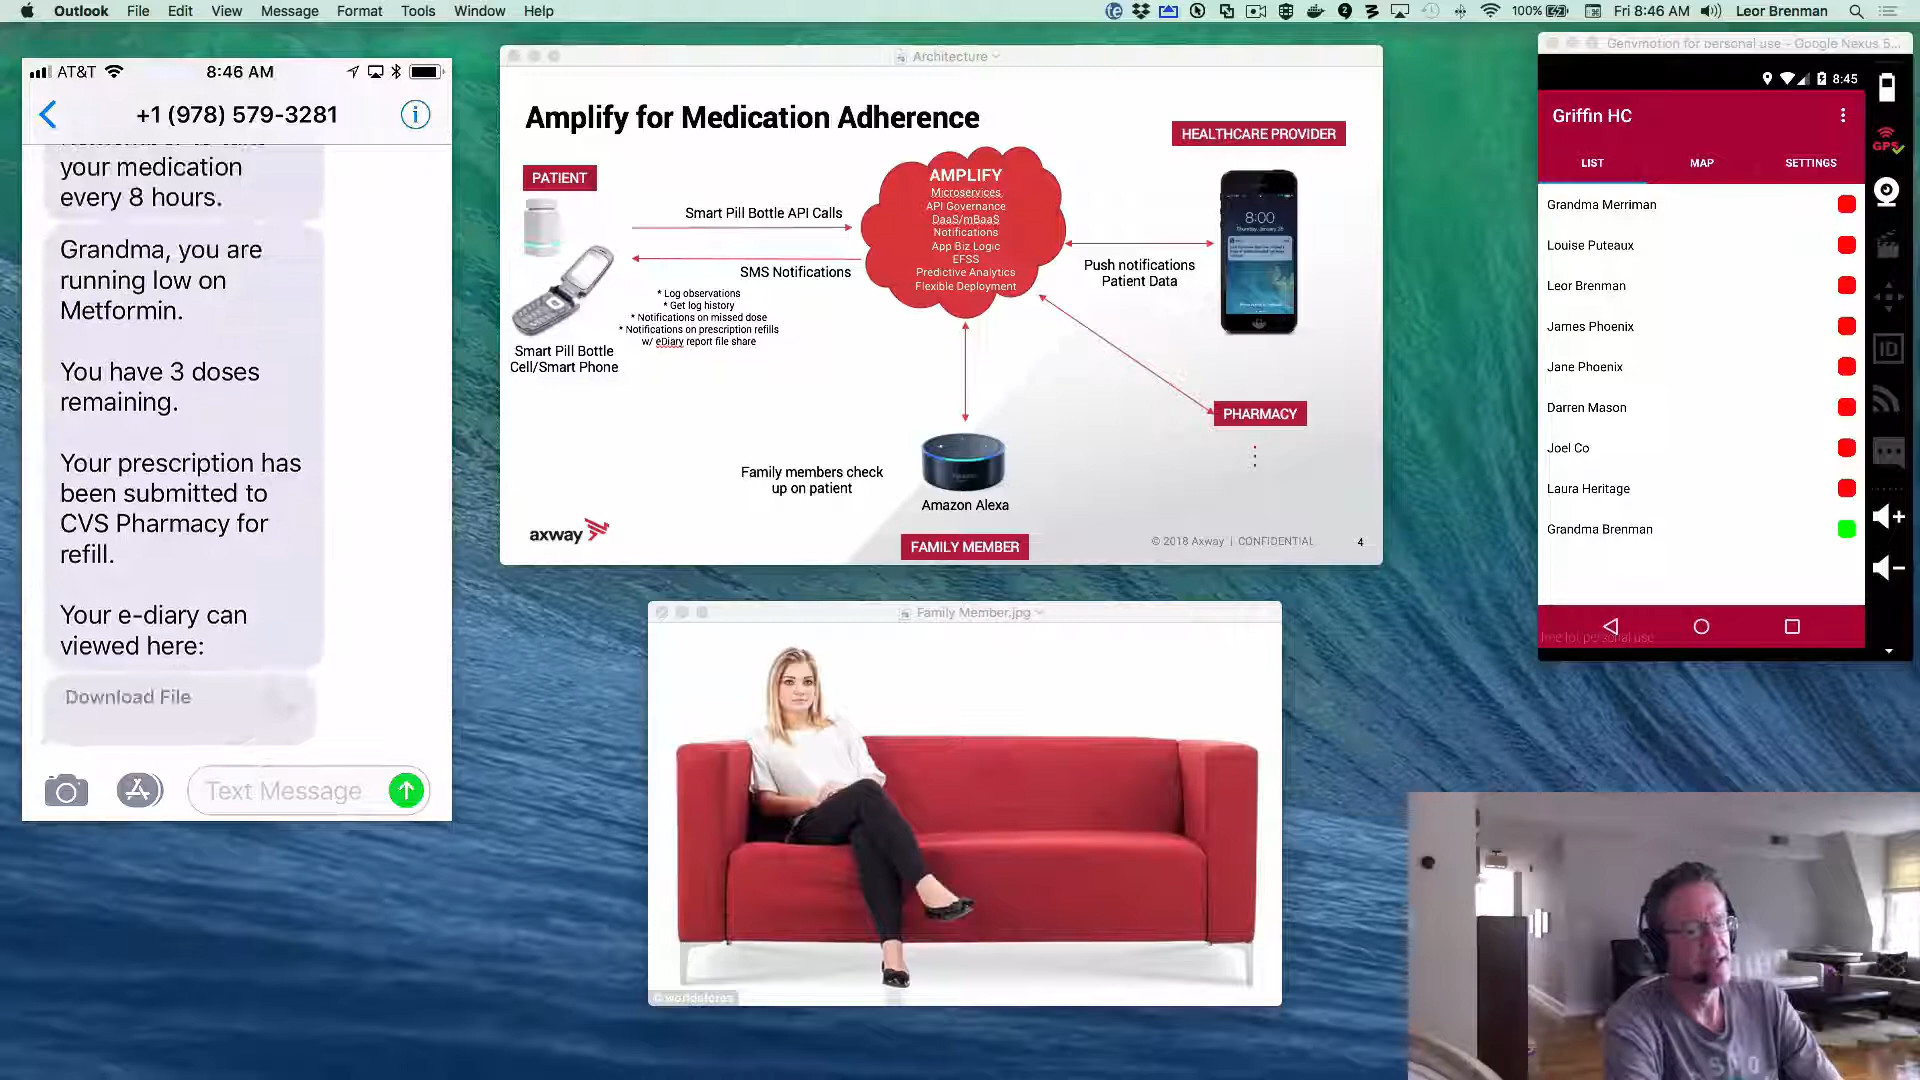 Outlook File Edit View Message Format Tools Window Help
100% Fri 8:46 AM Leor Brenman
AT&T 8:46 AM
+1 (978) 579-3281
your medication
every 8 hours.
Grandma, you are
running low on
Metformin.
You have 3 doses
remaining.
Your prescription has
been submitted to
CVS Pharmacy for
refill.
Your e-diary can
viewed here:
Download File
Text Message
Architecture
Amplify for Medication Adherence
HEALTHCARE PROVIDER
PATIENT
AMPLIFY
Microservices
API Governance
DaaS/mBaaS
Notifications
App Biz Logic
EFSS
Predictive Analytics
Flexible Deployment
Smart Pill Bottle API Calls
SMS Notifications
* Log observations
* Get log history
* Notifications on missed dose
* Notifications on prescription refills
w/ eDiary report file share
Smart Pill Bottle
Cell/Smart Phone
Push notifications
Patient Data
8:00
PHARMACY
Family members check
up on patient
Amazon Alexa
axway
FAMILY MEMBER
© 2018 Axway | CONFIDENTIAL
4
Family Member.jpg
© worldstores
Genymotion for personal use - Google Nexus 5...
8:45
Griffin HC
LIST MAP SETTINGS
Grandma Merriman
Louise Puteaux
Leor Brenman
James Phoenix
Jane Phoenix
Darren Mason
Joel Co
Laura Heritage
Grandma Brenman
free for personal use
GPS
ID